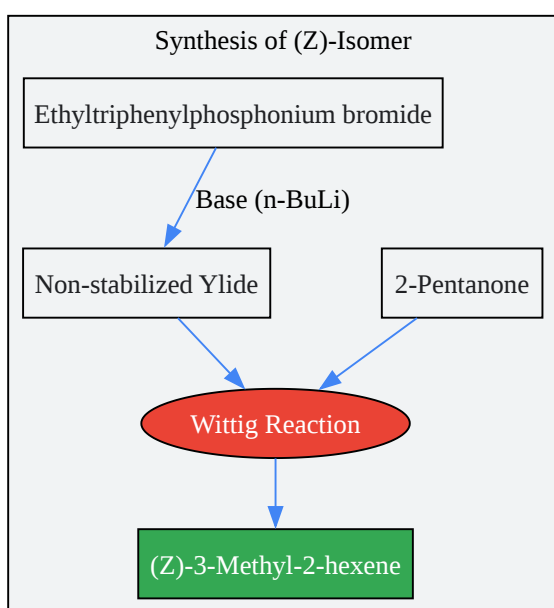 Synthesis of (Z)-Isomer
Ethyltriphenylphosphonium bromide
Base (n-BuLi)
Non-stabilized Ylide
2-Pentanone
Wittig Reaction
(Z)-3-Methyl-2-hexene